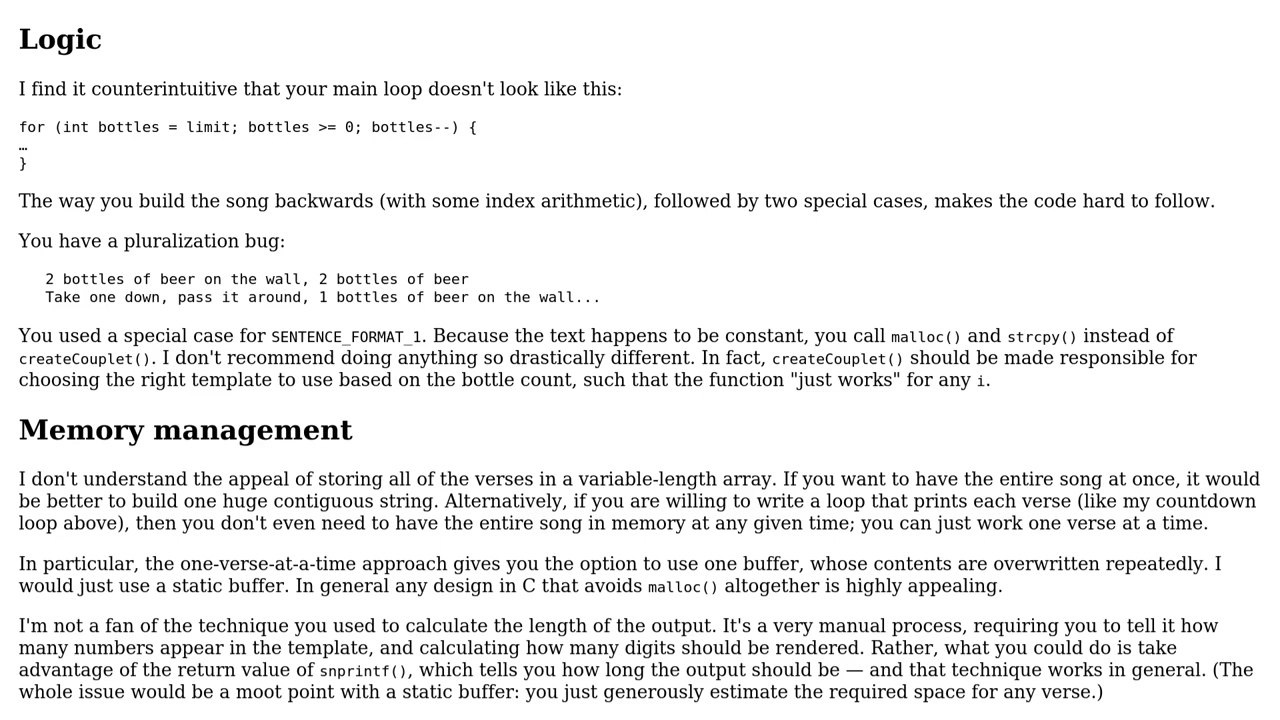 Logic
I find it counterintuitive that your main loop doesn't look like this:
for (int bottles = limit; bottles >= 0; bottles--) {
…
}
The way you build the song backwards (with some index arithmetic), followed by two special cases, makes the code hard to follow.
You have a pluralization bug:
2 bottles of beer on the wall, 2 bottles of beer
Take one down, pass it around, 1 bottles of beer on the wall...
You used a special case for SENTENCE_FORMAT_1. Because the text happens to be constant, you call malloc() and strcpy() instead of
createCouplet(). I don't recommend doing anything so drastically different. In fact, createCouplet() should be made responsible for
choosing the right template to use based on the bottle count, such that the function "just works" for any i.
Memory management
I don't understand the appeal of storing all of the verses in a variable-length array. If you want to have the entire song at once, it would
be better to build one huge contiguous string. Alternatively, if you are willing to write a loop that prints each verse (like my countdown
loop above), then you don't even need to have the entire song in memory at any given time; you can just work one verse at a time.
In particular, the one-verse-at-a-time approach gives you the option to use one buffer, whose contents are overwritten repeatedly. I
would just use a static buffer. In general any design in C that avoids malloc() altogether is highly appealing.
I'm not a fan of the technique you used to calculate the length of the output. It's a very manual process, requiring you to tell it how
many numbers appear in the template, and calculating how many digits should be rendered. Rather, what you could do is take
advantage of the return value of snprintf(), which tells you how long the output should be — and that technique works in general. (The
whole issue would be a moot point with a static buffer: you just generously estimate the required space for any verse.)